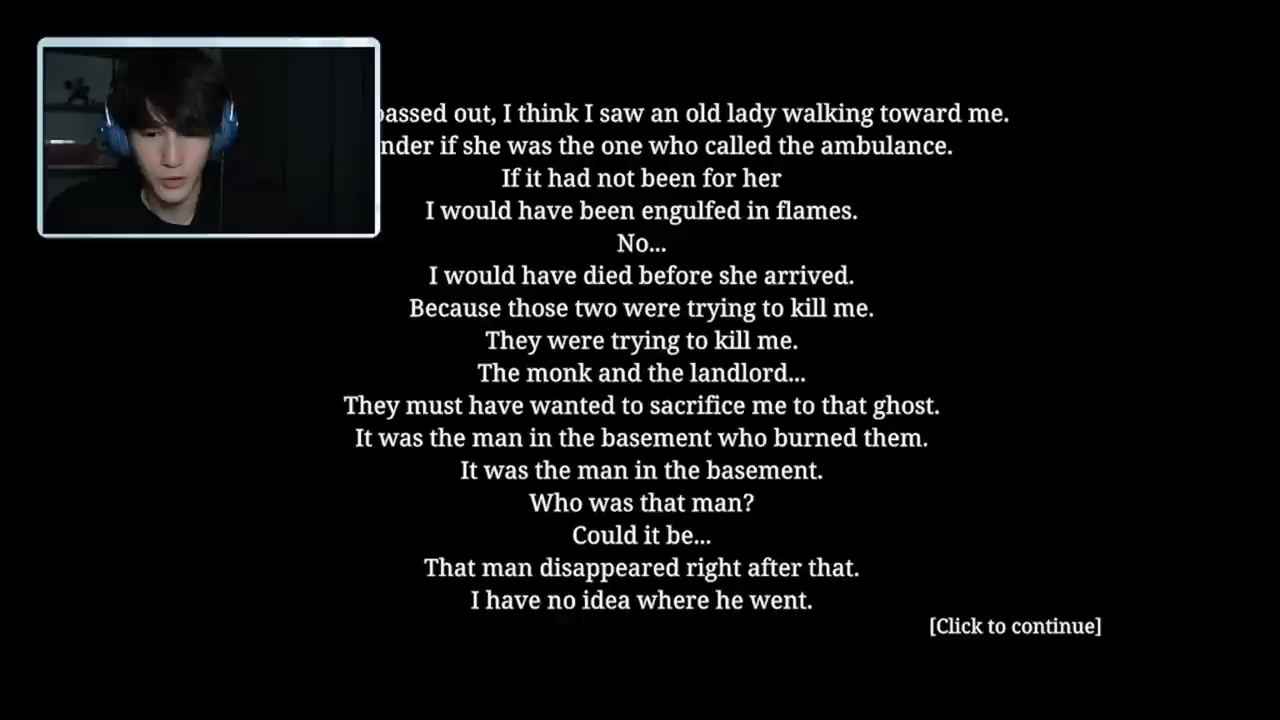 passed out, I think I saw an old lady walking toward me.
if she was the one who called the ambulance.
If it had not been for her
I would have been engulfed in flames.
No...
I would have died before she arrived.
Because those two were trying to kill me.
They were trying to kill me.
The monk and the landlord...
They must have wanted to sacrifice me to that ghost.
It was the man in the basement who burned them.
It was the man in the basement.
Who was that man?
Could it be...
That man disappeared right after that.
I have no idea where he went.
[Click to continue]